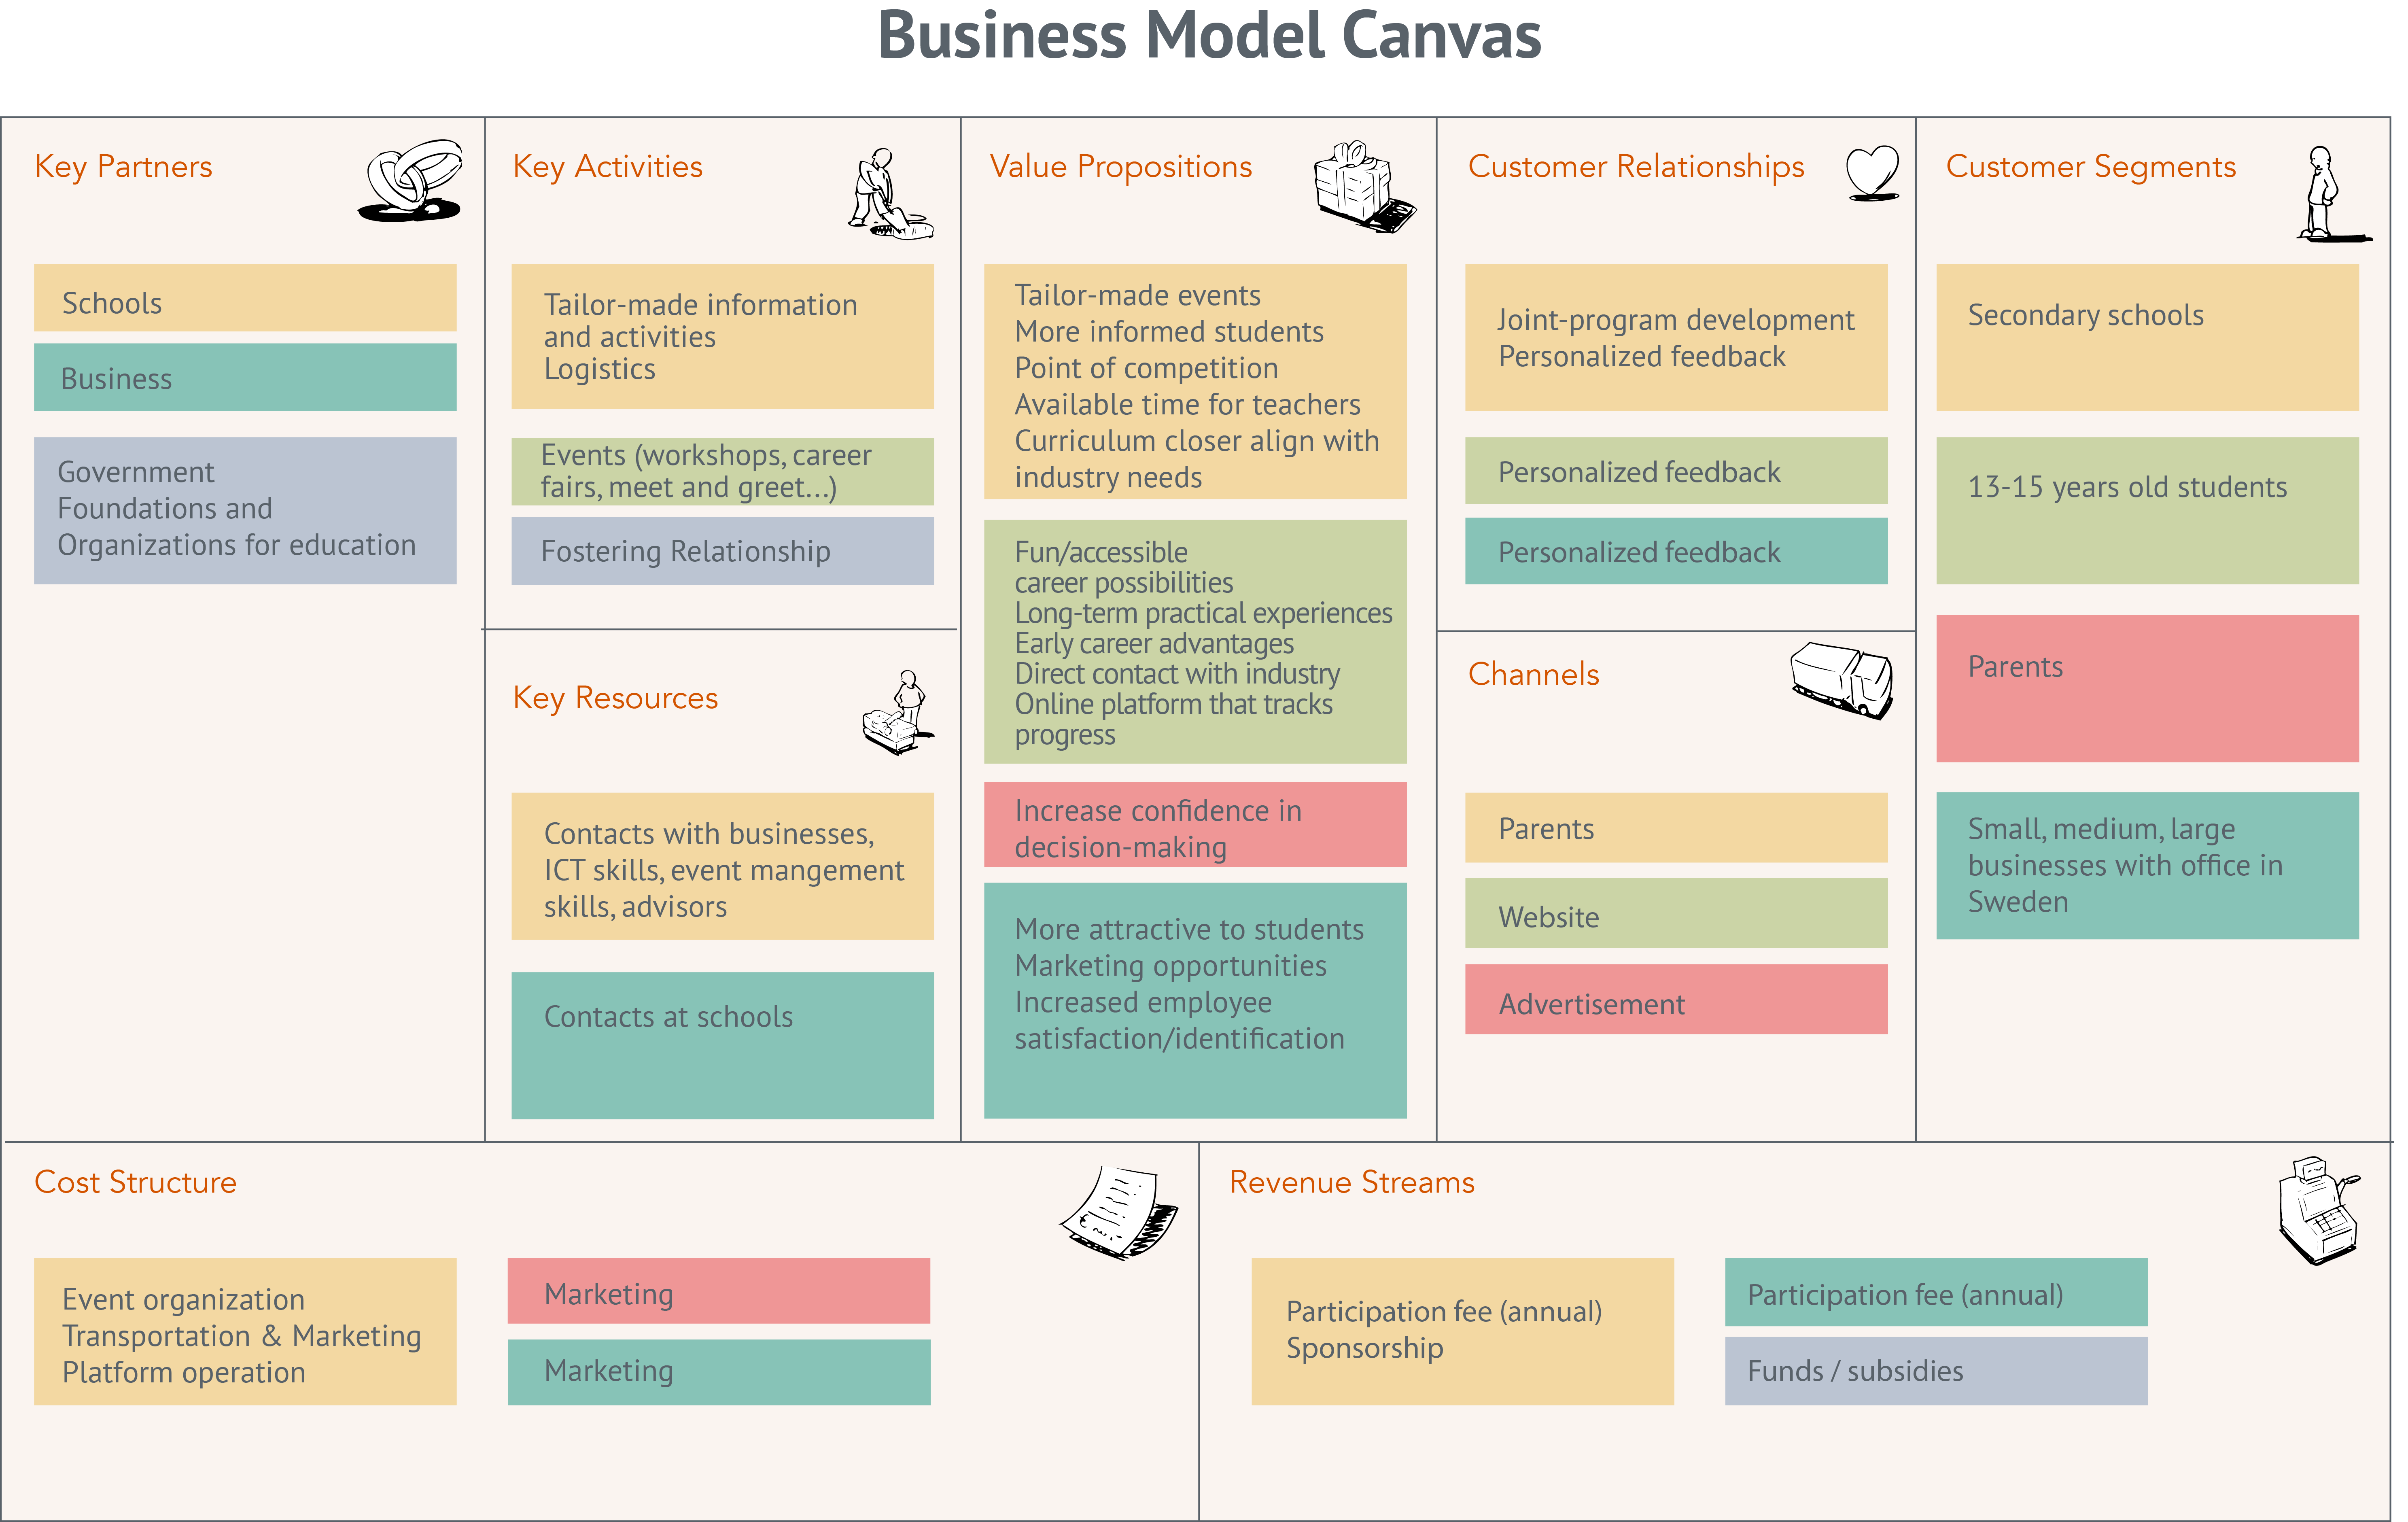 Business Model Canvas
Key Partners
Schools
Business
Government
Foundations and
Organizations for education
Key Activities
Tailor-made information
and activities
Logistics
Events (workshops, career
fairs, meet and greet...)
Fostering Relationship
Key Resources
Contacts with businesses,
ICT skills, event mangement
skills, advisors
Contacts at schools
Value Propositions
Tailor-made events
More informed students
Point of competition
Available time for teachers
Curriculum closer align with
industry needs
Fun/accessible
career possibilities
Long-term practical experiences
Early career advantages
Direct contact with industry
Online platform that tracks
progress
Increase confidence in
decision-making
More attractive to students
Marketing opportunities
Increased employee
satisfaction/identification
Customer Relationships
Joint-program development
Personalized feedback
Personalized feedback
Personalized feedback
Channels
Parents
Website
Advertisement
Customer Segments
Secondary schools
13-15 years old students
Parents
Small, medium, large
businesses with office in
Sweden
Cost Structure
Event organization
Transportation & Marketing
Platform operation
Marketing
Marketing
Revenue Streams
Participation fee (annual)
Sponsorship
Participation fee (annual)
Funds / subsidies